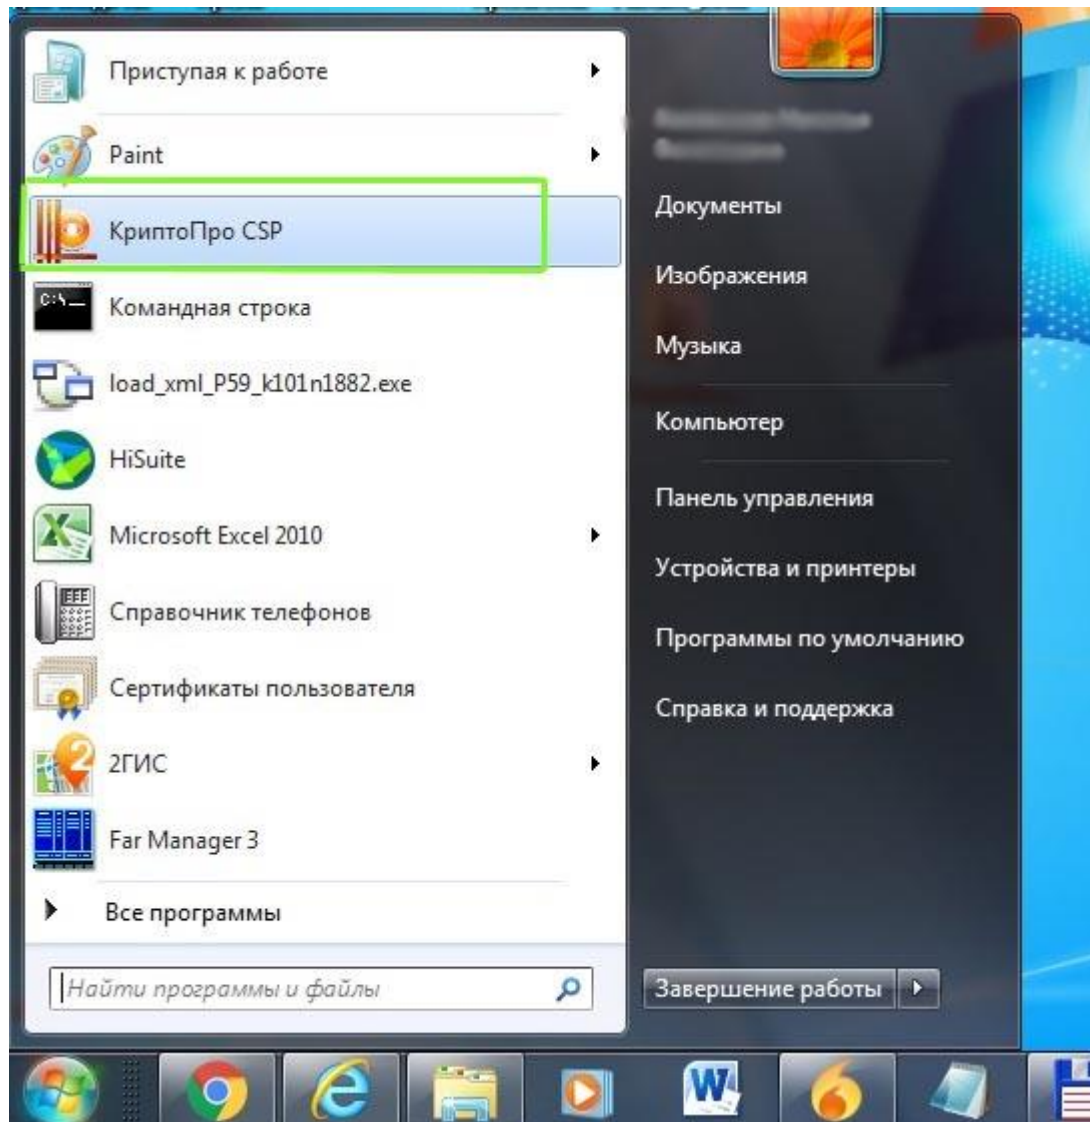 Приступая к работе
Paint
КриптоПро CSP
C:\
Командная строка
load_xml_P59_k101n1882.exe
HiSuite
Microsoft Excel 2010
Справочник телефонов
Сертификаты пользователя
2ГИС
Far Manager 3
Все программы
Найти программы и файлы
Документы
Изображения
Музыка
Компьютер
Панель управления
Устройства и принтеры
Программы по умолчанию
Справка и поддержка
Завершение работы